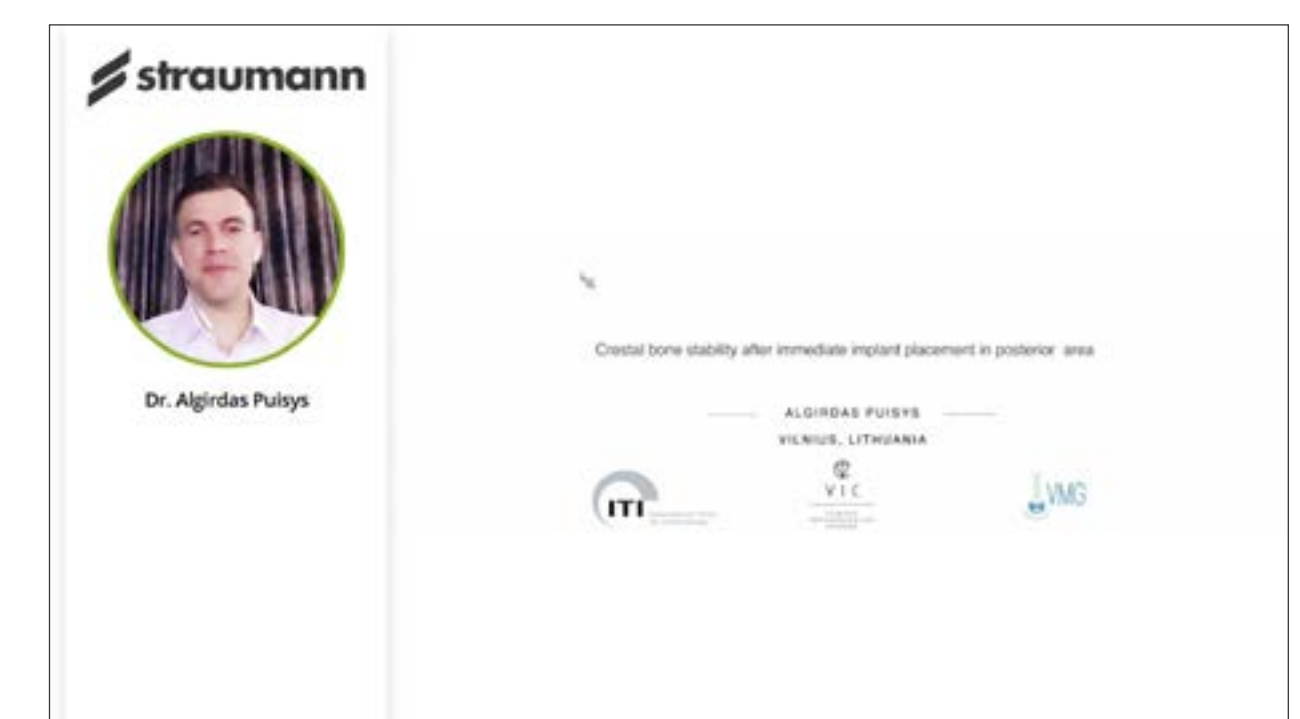 straumann
Dr. Algirdas Puisys
Crestal bone stability after immediate implant placement in posterior area
ALGIRDAS PUISYS
VILNIUS, LITHUANIA
ITI
VIC
VMG